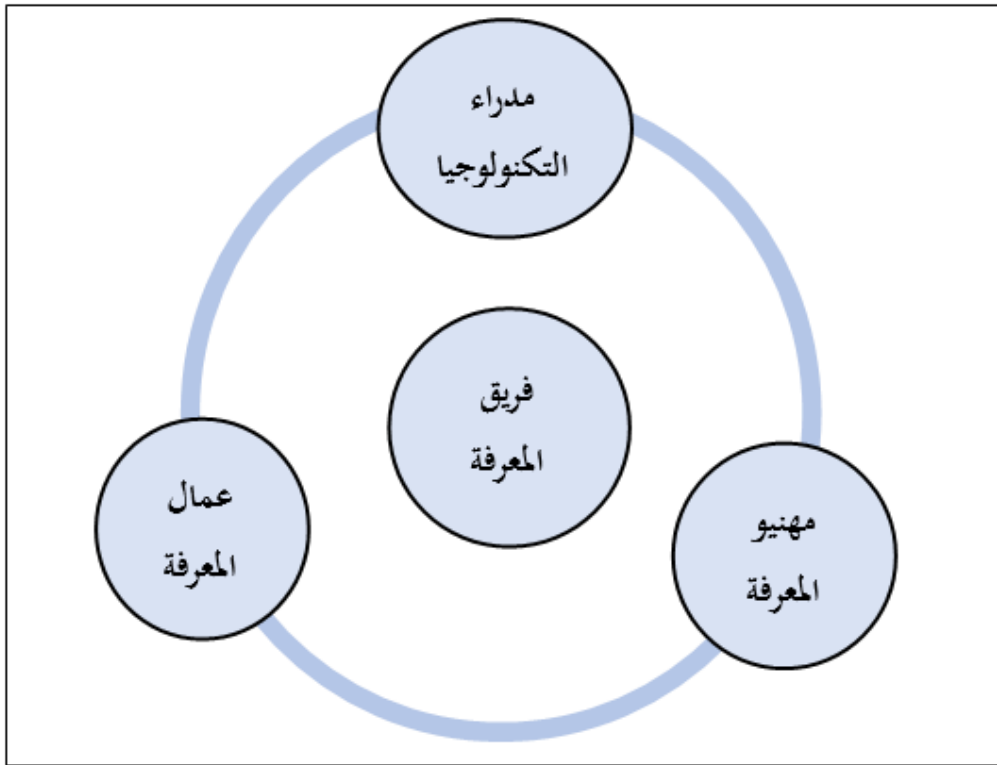 مدراء
التكنولوجيا
فريق
المعرفة
مهنيو
المعرفة
عمال
المعرفة